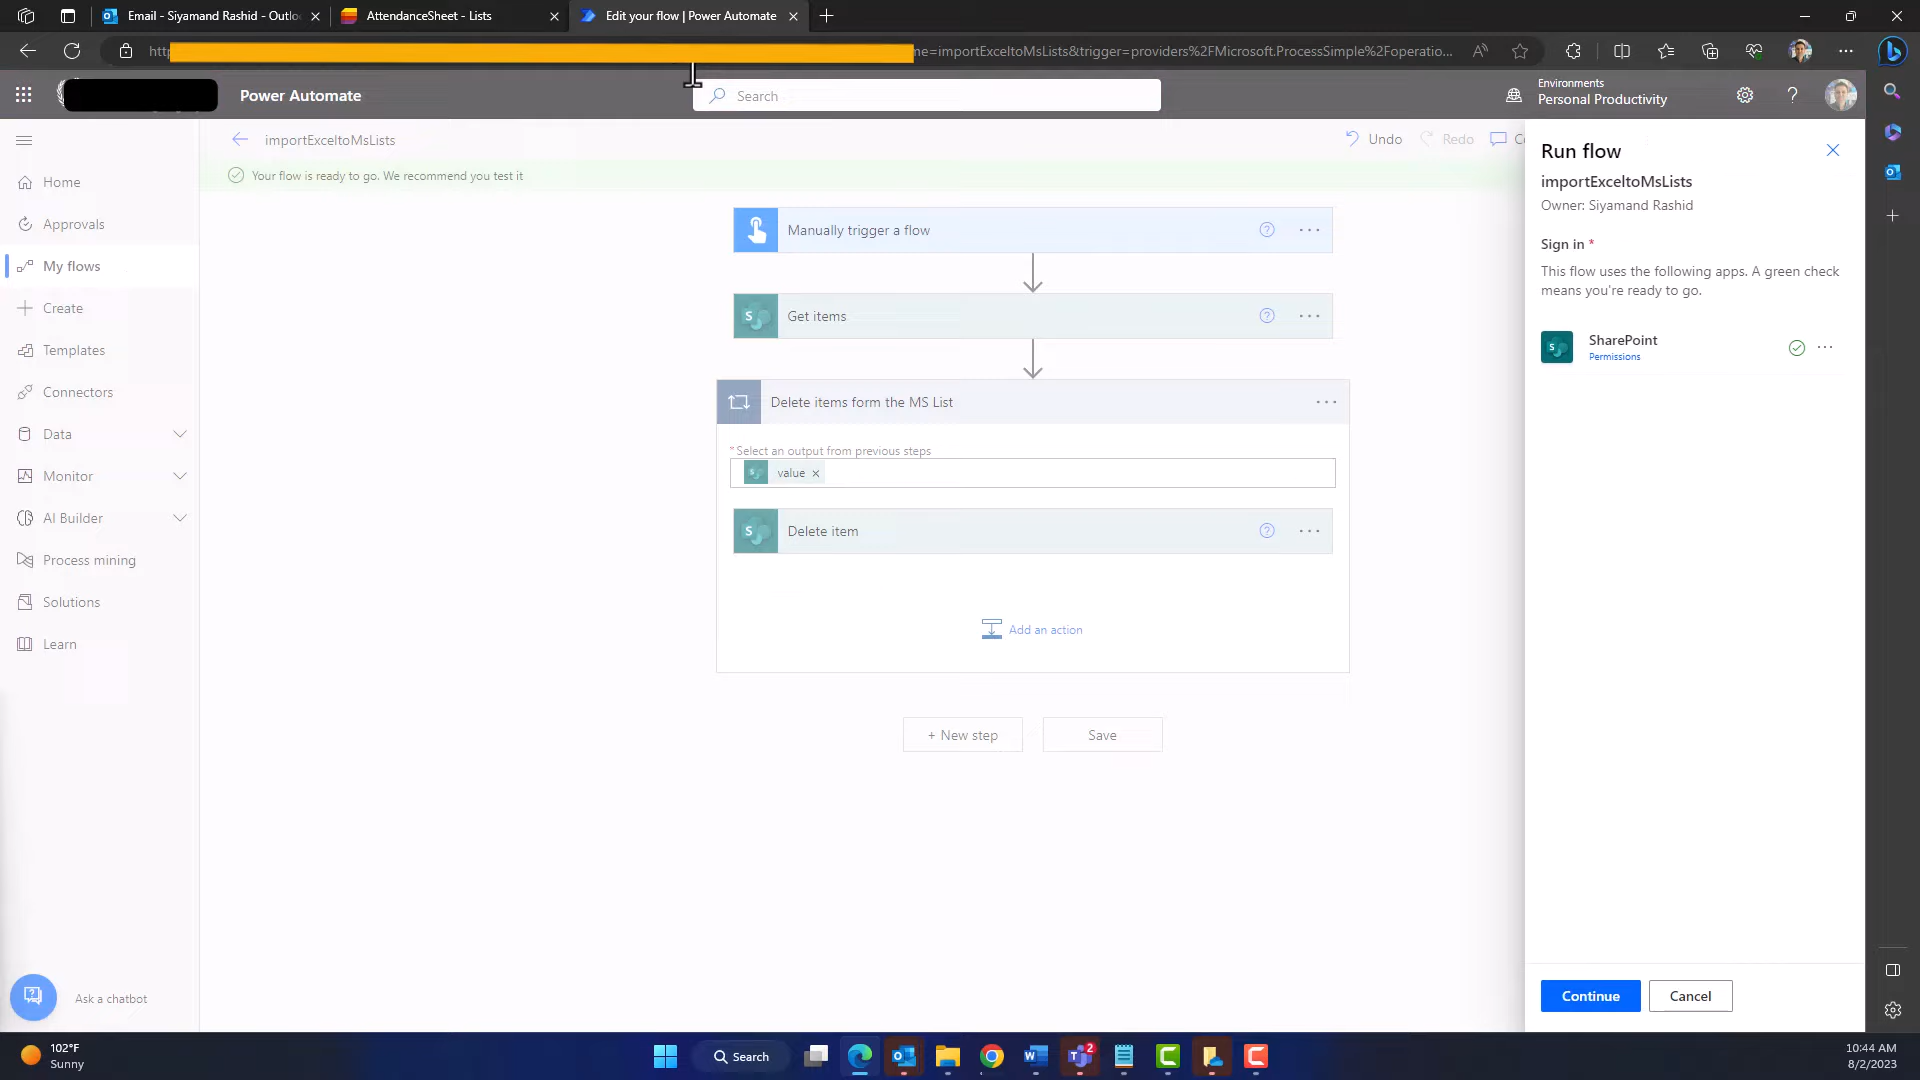 Email - Siyamand Rashid - Outlo
AttendanceSheet - Lists
Edit your flow | Power Automate
me=importExceltoMsLists&trigger=providers%2FMicrosoft.ProcessSimple%2Foperatio...
Power Automate
Search
Environments
Personal Productivity
importExceltoMsLists
Undo
Redo
Your flow is ready to go. We recommend you test it
Home
Approvals
My flows
Create
Templates
Connectors
Data
Monitor
AI Builder
Process mining
Solutions
Learn
Ask a chatbot
Manually trigger a flow
Get items
Delete items form the MS List
* Select an output from previous steps
value
Delete item
Add an action
+ New step
Save
Run flow
importExceltoMsLists
Owner: Siyamand Rashid
Sign in *
This flow uses the following apps. A green check
means you're ready to go.
SharePoint
Permissions
Continue
Cancel
102°F
Sunny
Search
2
10:44 AM
8/2/2023